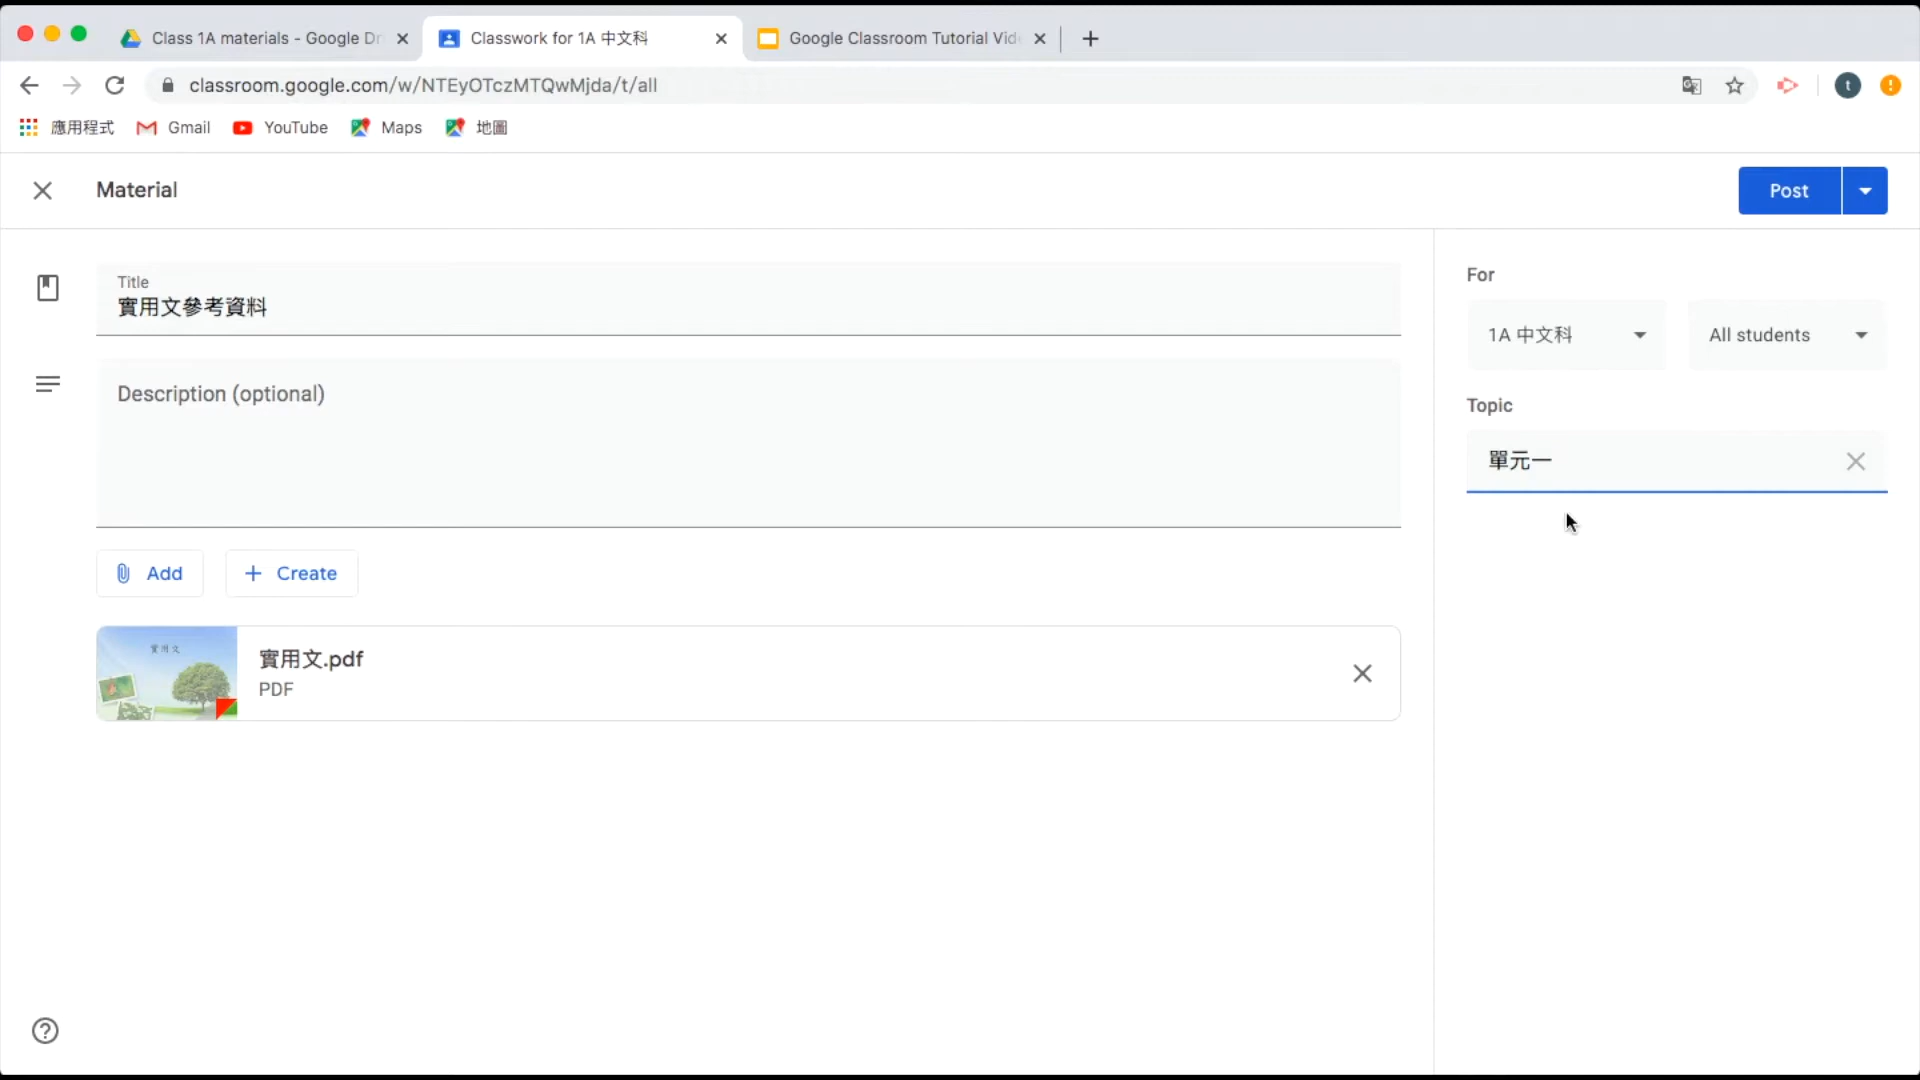 Class 1A materials - Google Dr
Classwork for 1A 中文科
Google Classroom Tutorial Vid
classroom.google.com/w/NTEyOTczMTQwMjda/t/all
t
應用程式
Gmail
YouTube
Maps
地圖
Material
Post
Title
實用文參考資料
Description (optional)
Add
Create
實用文
實用文.pdf
PDF
For
1A 中文科
All students
Topic
單元一